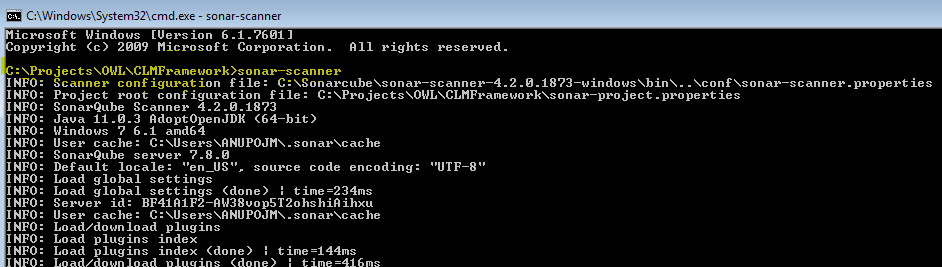 C:\Windows\System32\cmd.exe - sonar-scanner
Microsoft Windows [Version 6.1.7601]
Copyright (c) 2009 Microsoft Corporation.  All rights reserved.
C:\Projects\OWL\CLMFramework>sonar-scanner
INFO: Scanner configuration file: C:\Sonarcube\sonar-scanner-4.2.0.1873-windows\bin\..\conf\sonar-scanner.properties
INFO: Project root configuration file: C:\Projects\OWL\CLMFramework\sonar-project.properties
INFO: SonarQube Scanner 4.2.0.1873
INFO: Java 11.0.3 AdoptOpenJDK (64-bit)
INFO: Windows 7 6.1 amd64
INFO: User cache: C:\Users\ANUPOJM\.sonar\cache
INFO: SonarQube server 7.8.0
INFO: Default locale: "en_US", source code encoding: "UTF-8"
INFO: Load global settings
INFO: Load global settings (done) | time=234ms
INFO: Server id: BF41A1F2-AW38vop5T2ohshiAihxu
INFO: User cache: C:\Users\ANUPOJM\.sonar\cache
INFO: Load/download plugins
INFO: Load plugins index
INFO: Load plugins index (done) | time=144ms
INFO: Load/download plugins (done) | time=416ms